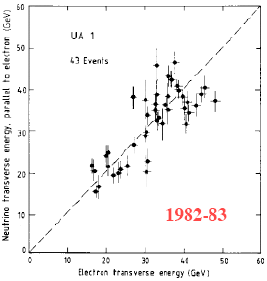 60
UA 1
43 Events
50
40
30
20
10
0
0 10 20 30 40 50 60
Neutrino transverse energy, parallel to electron (GeV)
Electron transverse energy (GeV)
1982-83